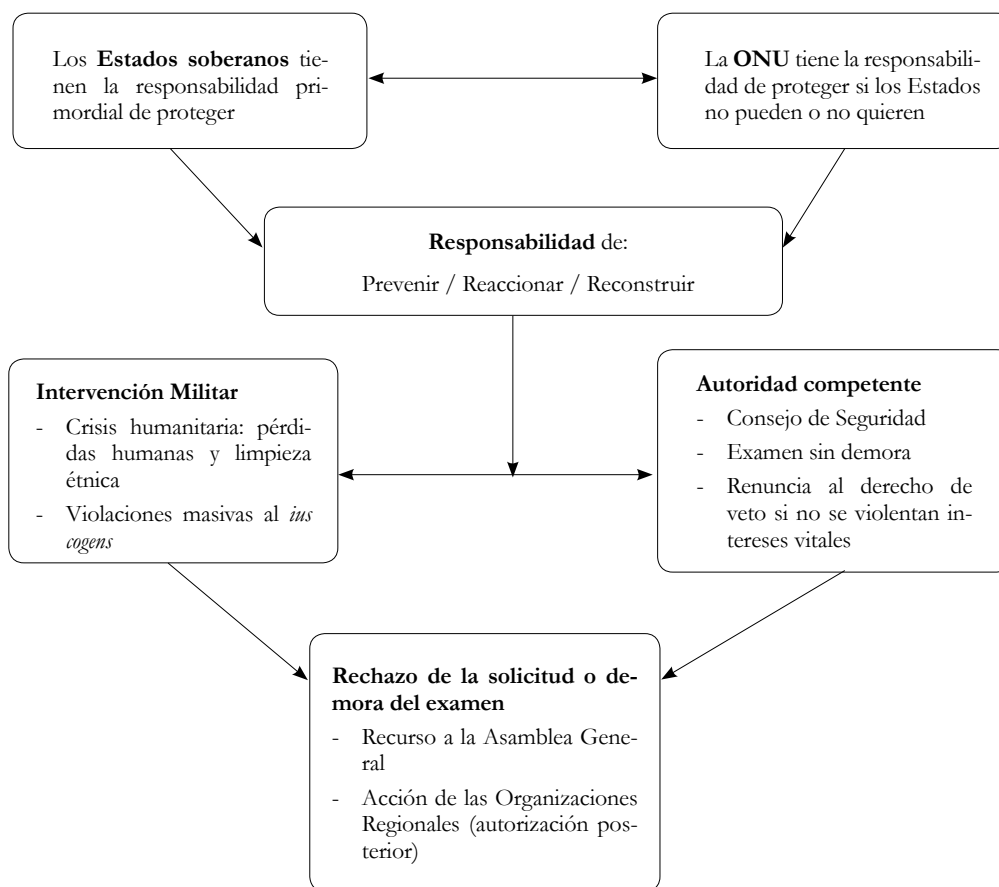 Los Estados soberanos tie-
nen la responsabilidad pri-
mordial de proteger
La ONU tiene la responsabili-
dad de proteger si los Estados
no pueden o no quieren
Responsabilidad de:
Prevenir / Reaccionar / Reconstruir
Intervención Militar
- Crisis humanitaria: pérdi-
das humanas y limpieza
étnica
- Violaciones masivas al ius
cogens
Autoridad competente
- Consejo de Seguridad
- Examen sin demora
- Renuncia al derecho de
veto si no se violentan in-
tereses vitales
Rechazo de la solicitud o de-
mora del examen
- Recurso a la Asamblea Gene-
ral
- Acción de las Organizaciones
Regionales (autorización pos-
terior)